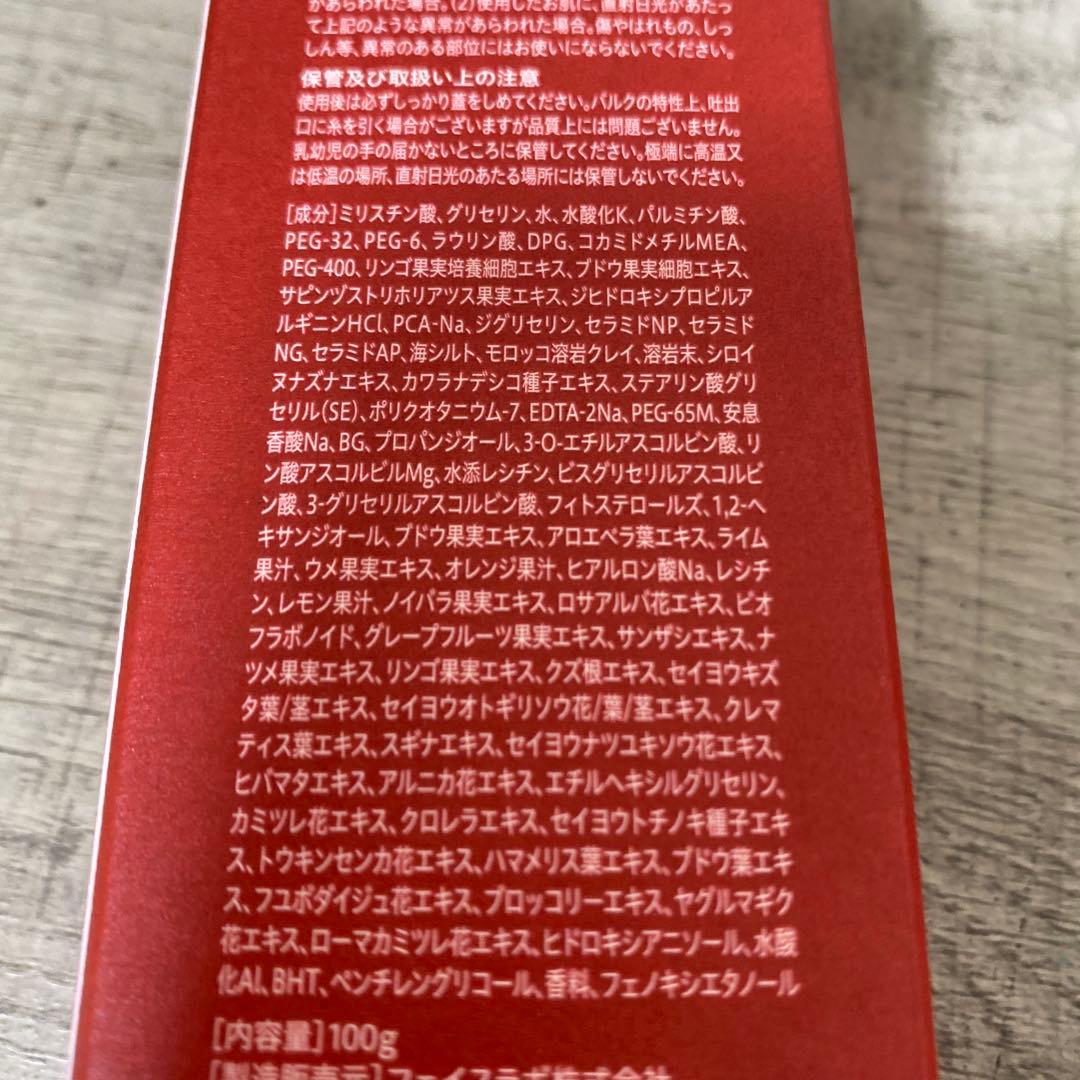 があらわれた場合。(2)使用したお肌に、直射日光があたっ
て上記のような異常があらわれた場合。傷やはれもの、しっ
しん等、異常のある部位にはお使いにならないでください。
保管及び取扱い上の注意
使用後は必ずしっかり蓋をしめてください。バルクの特性上、吐出
口に糸を引く場合がございますが品質上には問題ございません。
乳幼児の手の届かないところに保管してください。極端に高温又
は低温の場所、直射日光のあたる場所には保管しないでください。
[成分]ミリスチン酸、グリセリン、水、水酸化K、パルミチン酸、
PEG-32、PEG-6、ラウリン酸、DPG、コカミドメチルMEA、
PEG-400、リンゴ果実培養細胞エキス、ブドウ果実細胞エキス、
サピンヅストリホリアツス果実エキス、ジヒドロキシプロピルア
ルギニンHCl、PCA-Na、ジグリセリン、セラミドNP、セラミド
NG、セラミドAP、海シルト、モロッコ溶岩クレイ、溶岩末、シロイ
ヌナズナエキス、カワラナデシコ種子エキス、ステアリン酸グリ
セリル(SE)、ポリクオタニウム-7、EDTA-2Na、PEG-65M、安息
香酸Na、BG、プロパンジオール、3-O-エチルアスコルビン酸、リ
ン酸アスコルビルMg、水添レシチン、ビスグリセリルアスコルビ
ン酸、3-グリセリルアスコルビン酸、フィトステロールズ、1,2-ヘ
キサンジオール、ブドウ果実エキス、アロエベラ葉エキス、ライム
果汁、ウメ果実エキス、オレンジ果汁、ヒアルロン酸Na、レシチ
ン、レモン果汁、ノイバラ果実エキス、ロサアルバ花エキス、ビオ
フラボノイド、グレープフルーツ果実エキス、サンザシエキス、ナ
ツメ果実エキス、リンゴ果実エキス、クズ根エキス、セイヨウキズ
タ葉/茎エキス、セイヨウオトギリソウ花/葉/茎エキス、クレマ
ティス葉エキス、スギナエキス、セイヨウナツユキソウ花エキス、
ヒバマタエキス、アルニカ花エキス、エチルヘキシルグリセリン、
カミツレ花エキス、クロレラエキス、セイヨウトチノキ種子エキ
ス、トウキンセンカ花エキス、ハマメリス葉エキス、ブドウ葉エキ
ス、フユボダイジュ花エキス、ブロッコリーエキス、ヤグルマギク
花エキス、ローマカミツレ花エキス、ヒドロキシアニソール、水酸
化Al、BHT、ペンチレングリコール、香料、フェノキシエタノール
[内容量]100g
[製造販売元]フェイスラボ株式会社